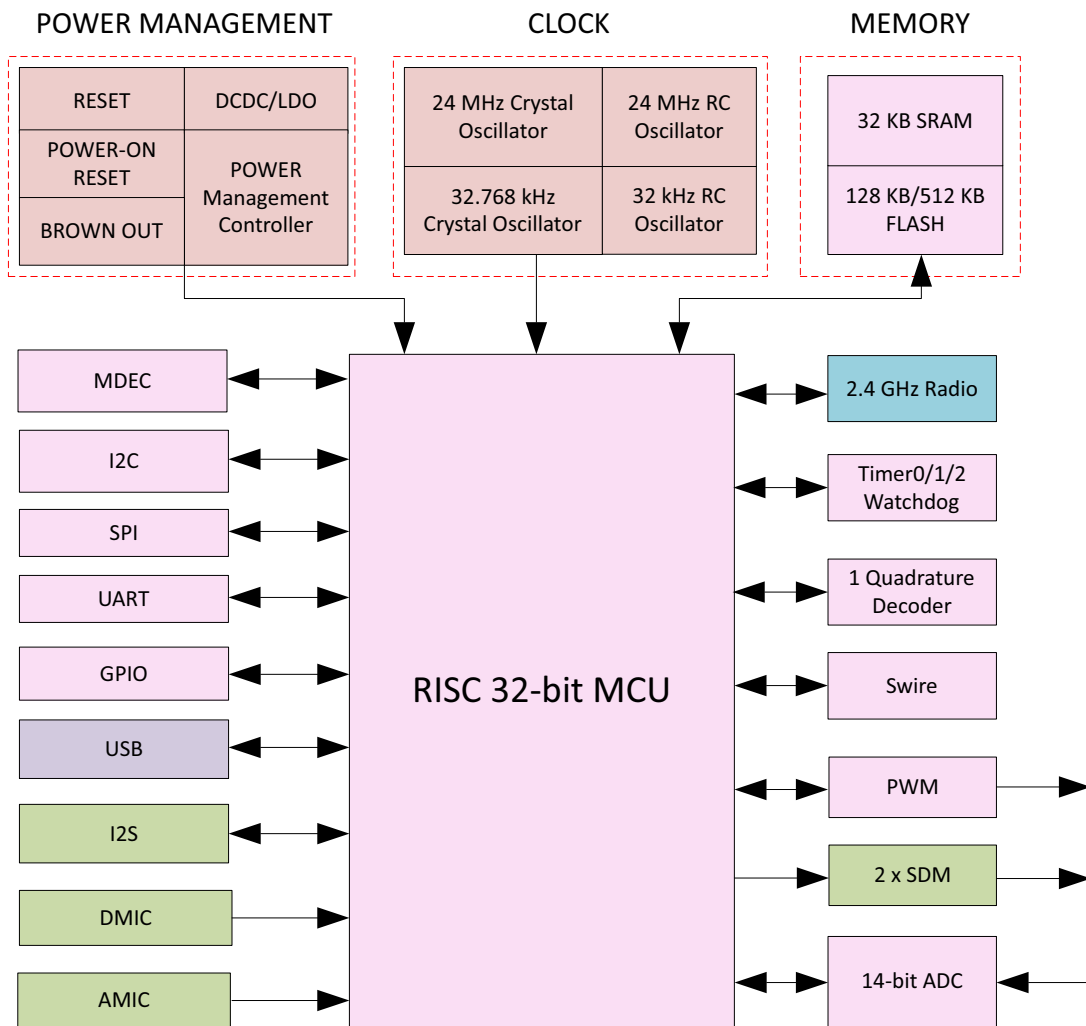 POWER MANAGEMENT
CLOCK
MEMORY
RESET
DCDC/LDO
POWER-ON
RESET
BROWN OUT
POWER
Management
Controller
24 MHz Crystal
Oscillator
24 MHz RC
Oscillator
32.768 kHz
Crystal Oscillator
32 kHz RC
Oscillator
32 KB SRAM
128 KB/512 KB
FLASH
MDEC
I2C
SPI
UART
GPIO
USB
I2S
DMIC
AMIC
RISC 32-bit MCU
2.4 GHz Radio
Timer0/1/2
Watchdog
1 Quadrature
Decoder
Swire
PWM
2 x SDM
14-bit ADC